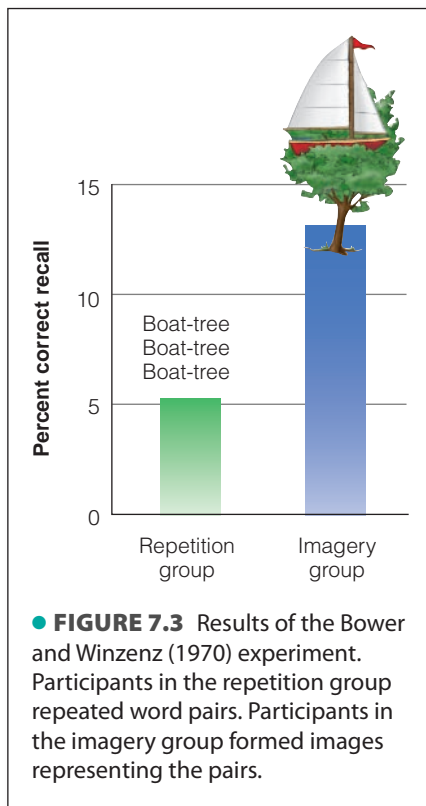 15
10
5
0
Percent correct recall
Boat-tree
Boat-tree
Boat-tree
Repetition
group
Imagery
group
● FIGURE 7.3 Results of the Bower
and Winzenz (1970) experiment.
Participants in the repetition group
repeated word pairs. Participants in
the imagery group formed images
representing the pairs.